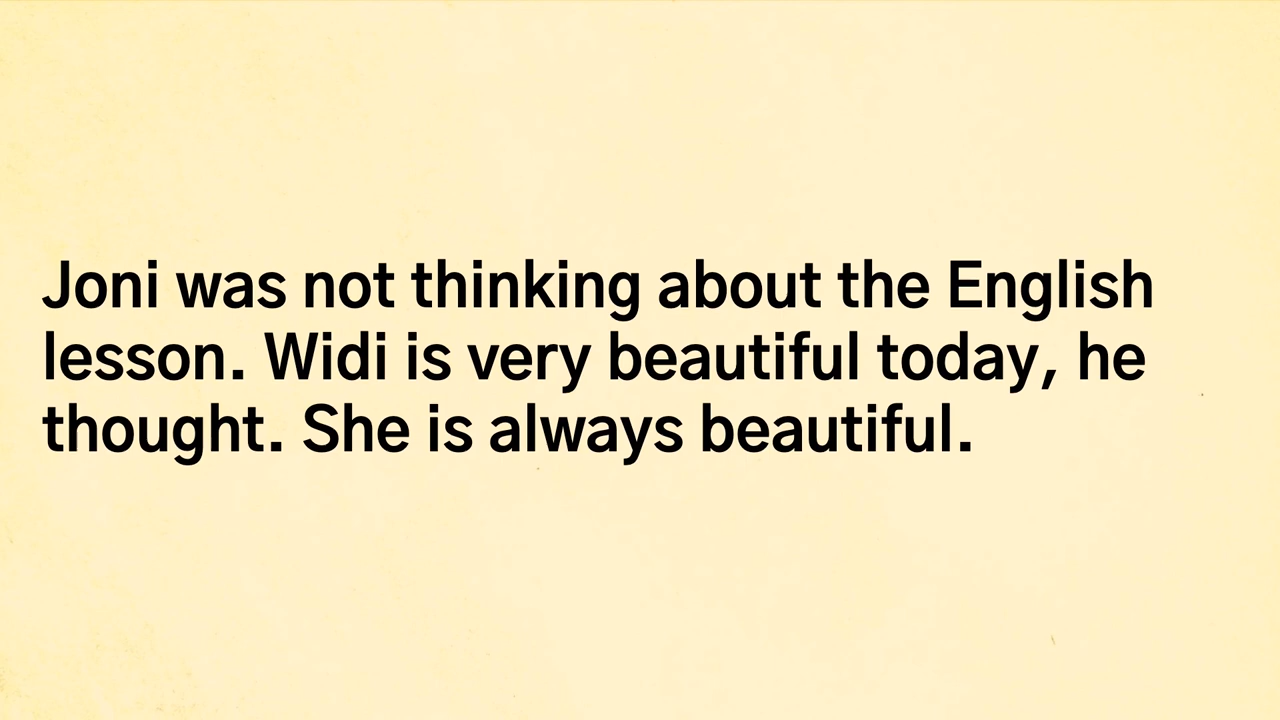 Joni was not thinking about the English
lesson. Widi is very beautiful today, he
thought. She is always beautiful.